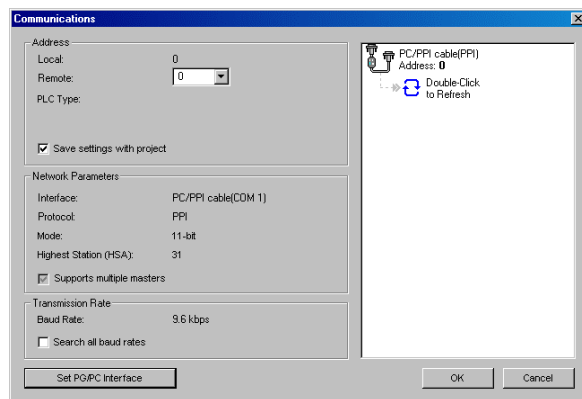 Communications
Address
Local: 0
Remote: 0
PLC Type:
Save settings with project
Network Parameters
Interface: PC/PPI cable(COM 1)
Protocol: PPI
Mode: 11-bit
Highest Station (HSA): 31
Supports multiple masters
Transmission Rate
Baud Rate: 9.6 kbps
Search all baud rates
Set PG/PC Interface
PC/PPI cable(PPI)
Address: 0
Double-Click
to Refresh
OK Cancel